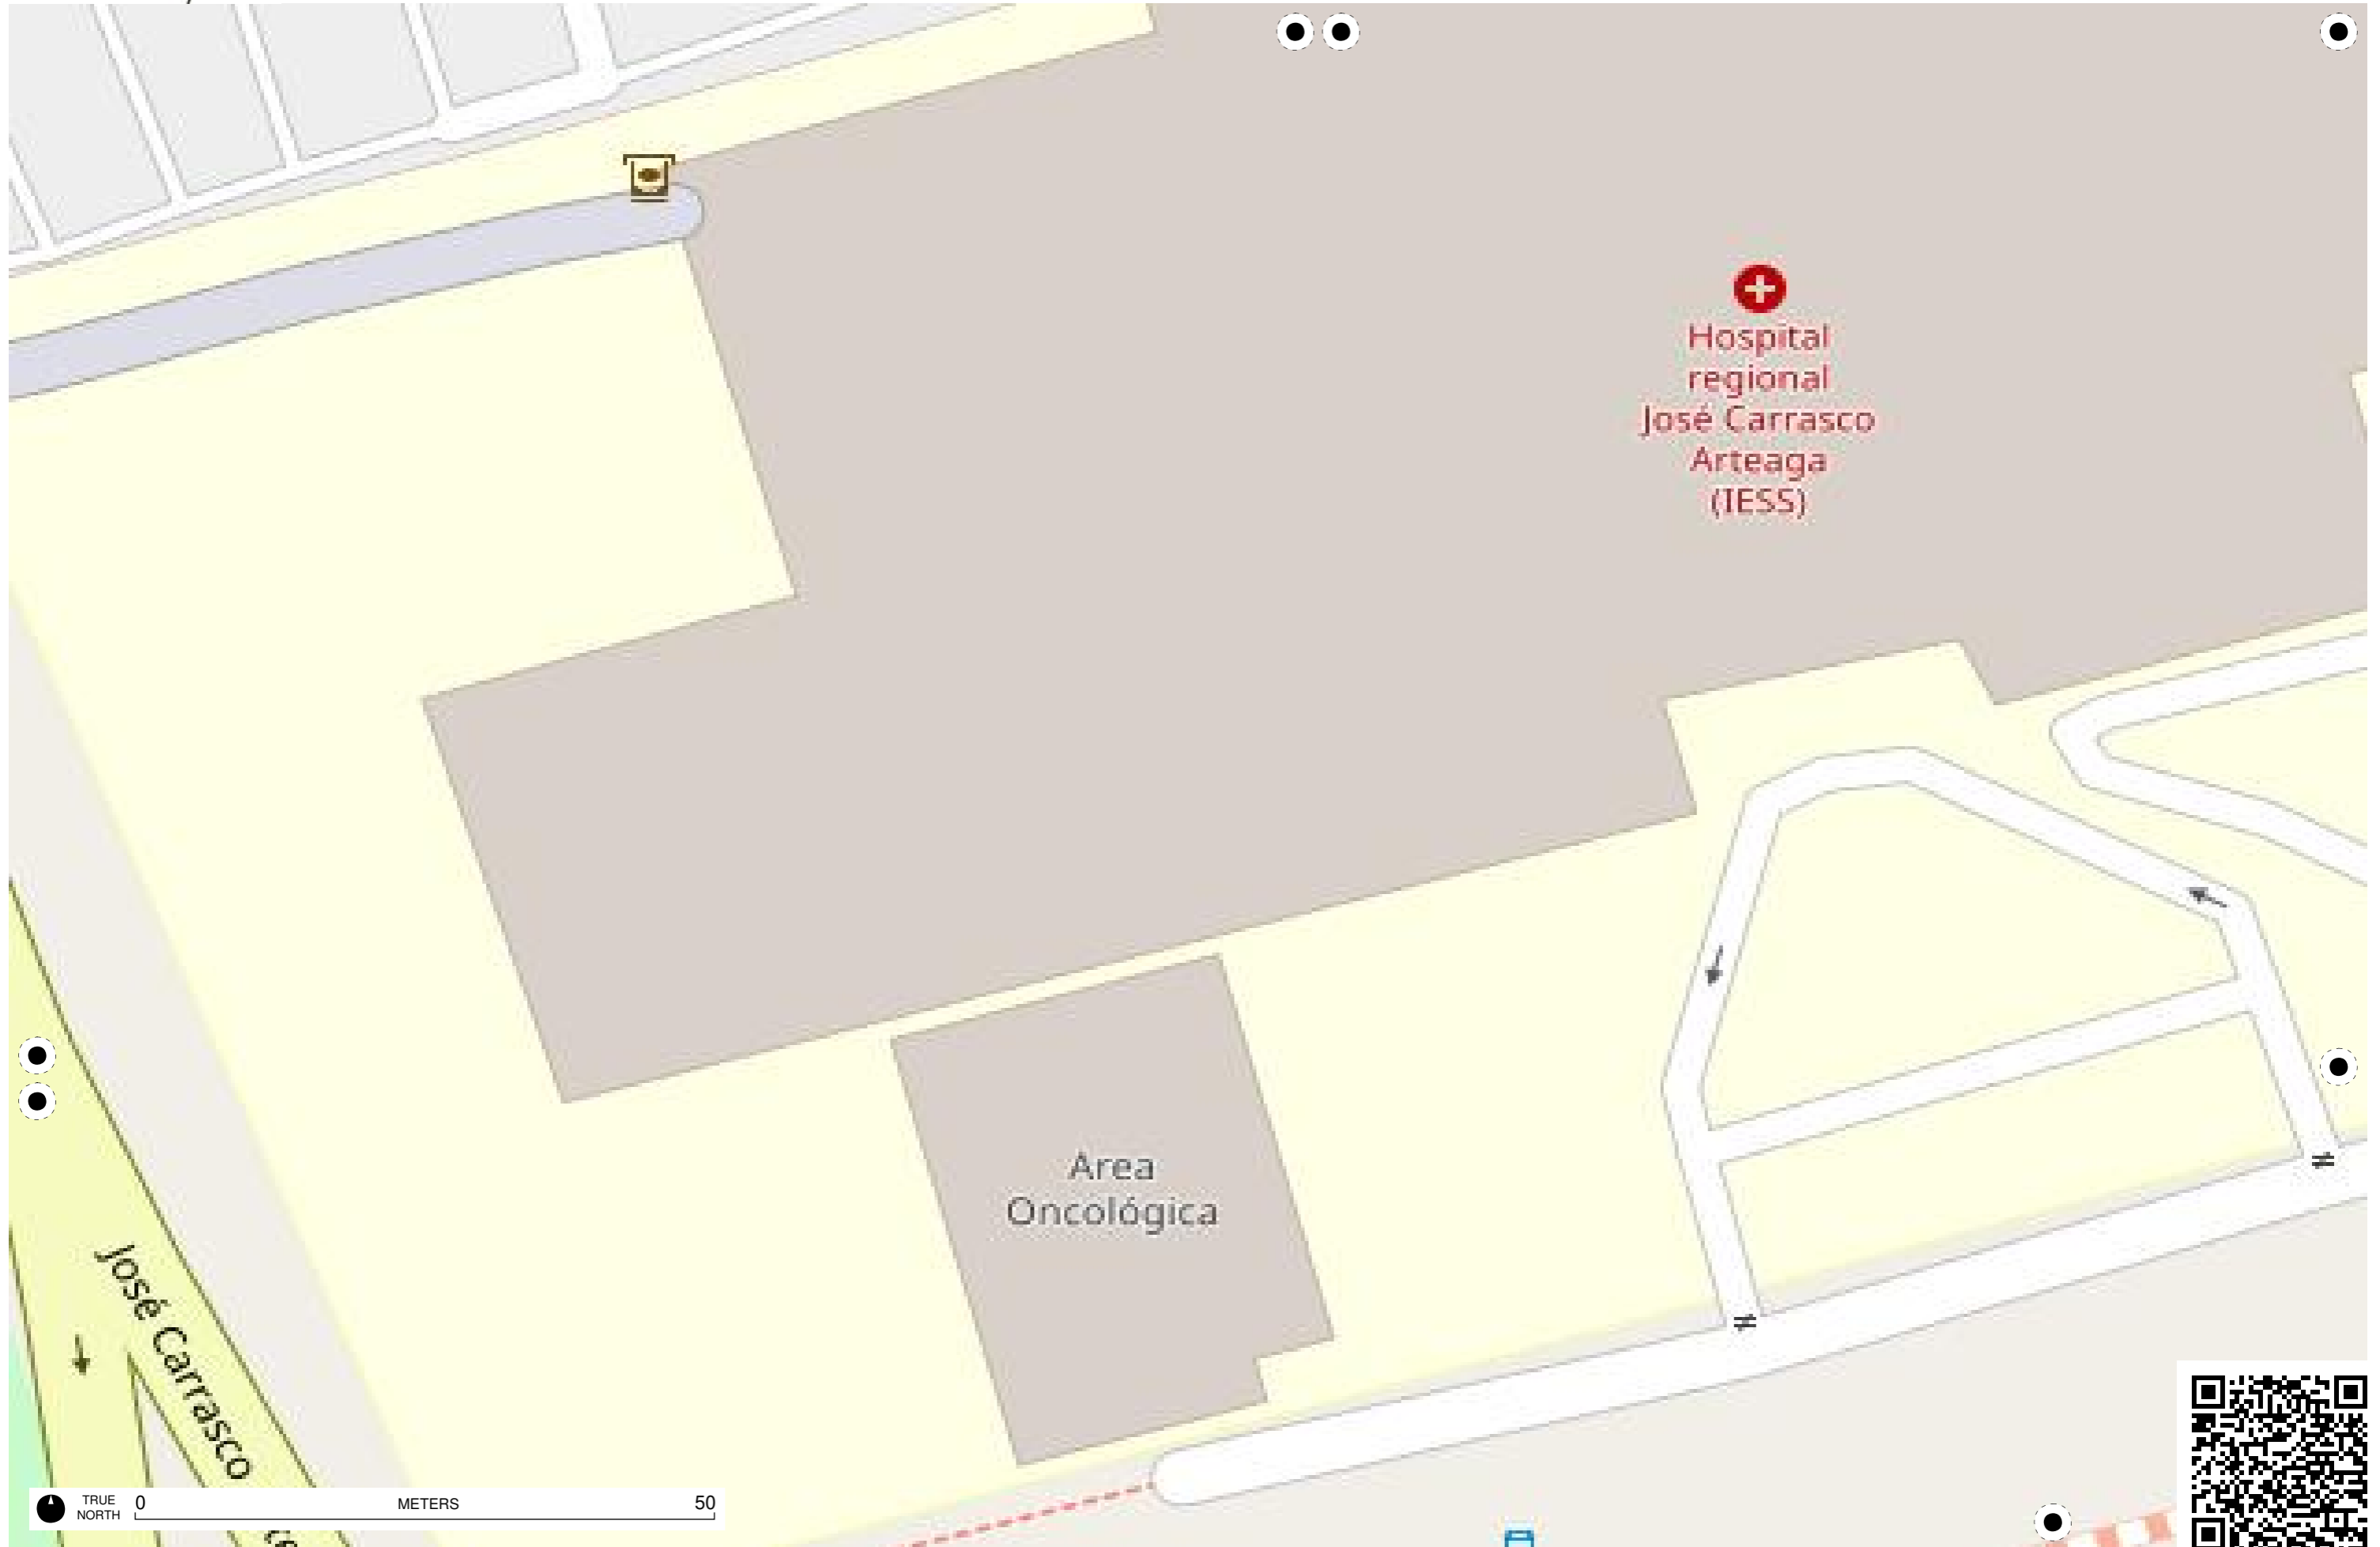 Hospital
regional
José Carrasco
Arteaga
(IESS)
Area
Oncológica
José Carrasco
TRUE
NORTH
0
METERS
50